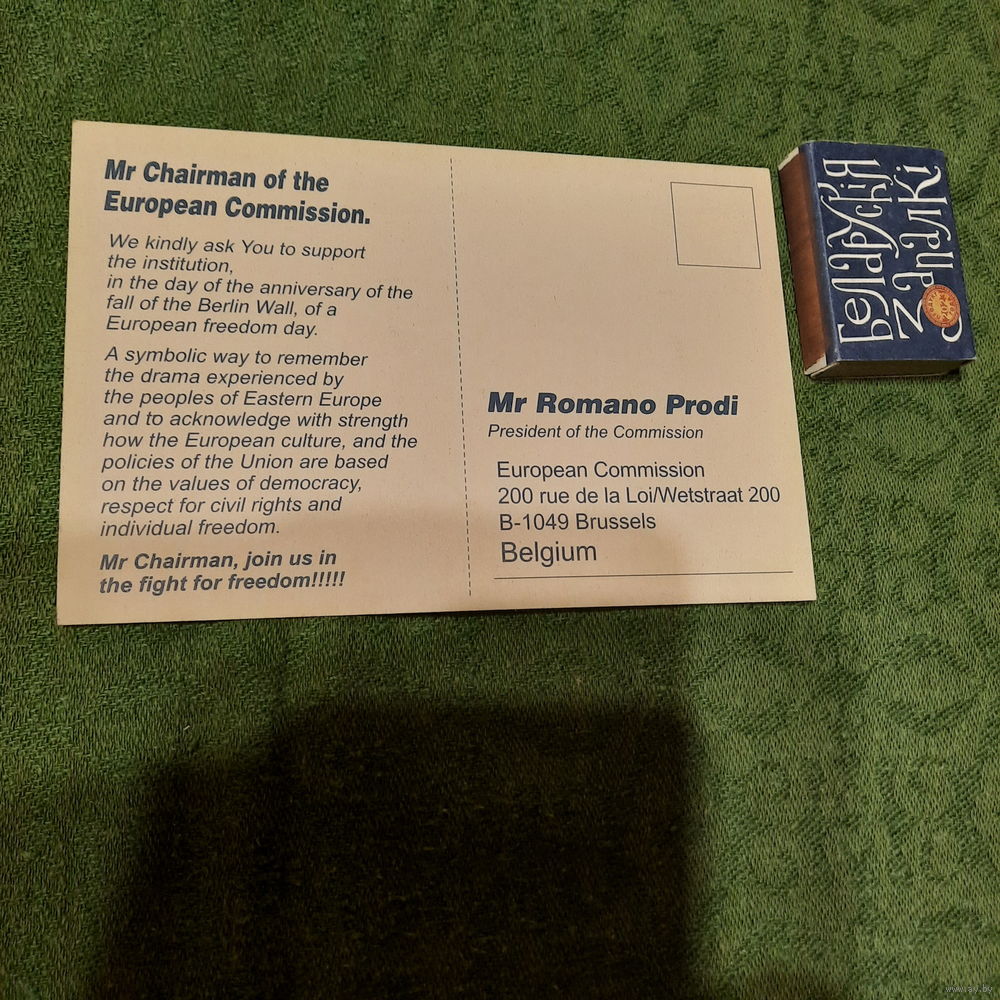 Mr Chairman of the
European Commission.
We kindly ask You to support
the institution,
in the day of the anniversary of the
fall of the Berlin Wall, of a
European freedom day.
A symbolic way to remember
the drama experienced by
the peoples of Eastern Europe
and to acknowledge with strength
how the European culture, and the
policies of the Union are based
on the values of democracy,
respect for civil rights and
individual freedom.
Mr Chairman, join us in
the fight for freedom!!!!!
Mr Romano Prodi
President of the Commission
European Commission
200 rue de la Loi/Wetstraat 200
B-1049 Brussels
Belgium
Беларускія
Запалкі
www.ay.by